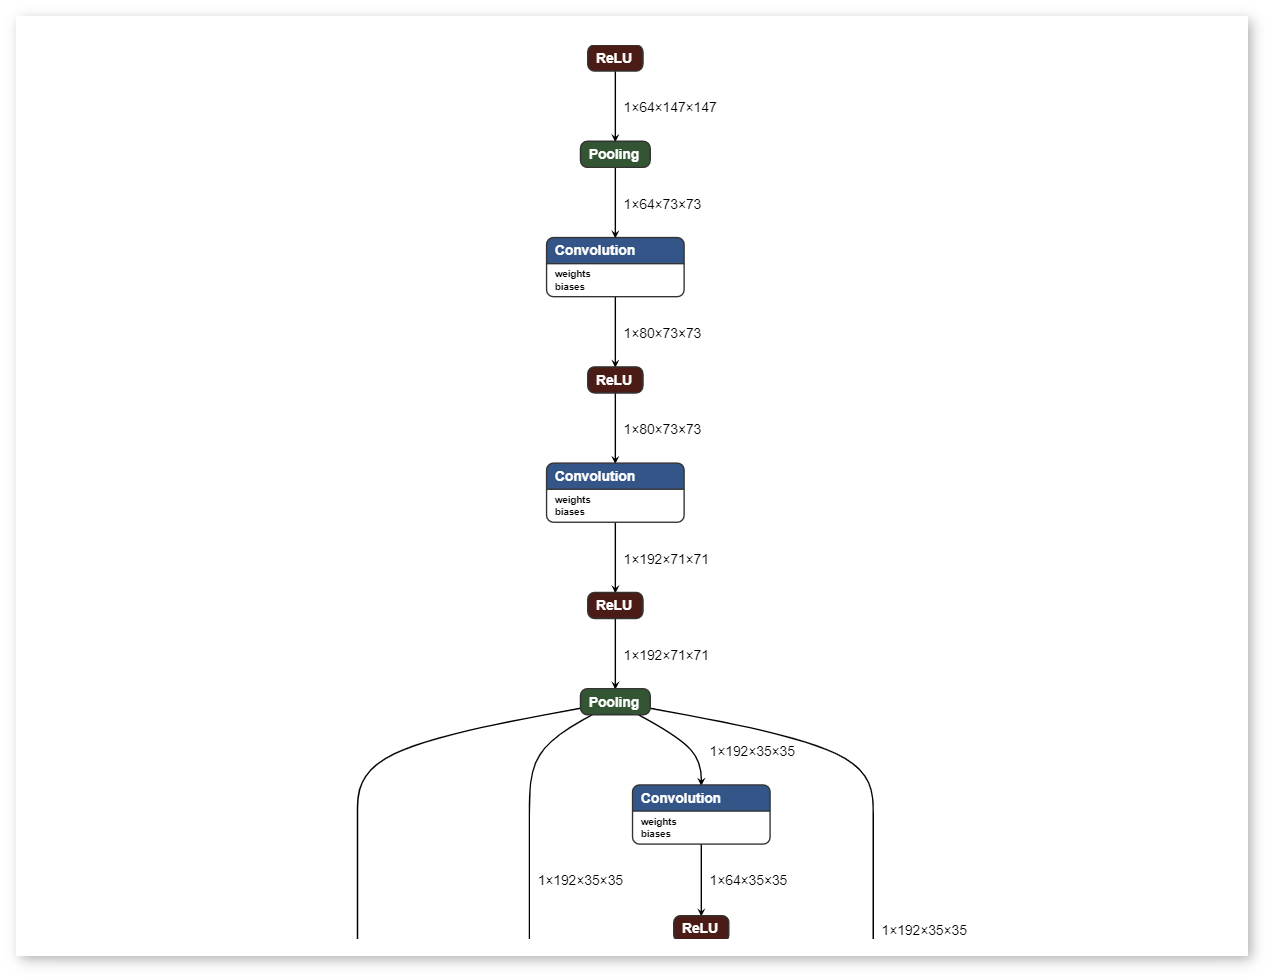 ReLU
1×64×147×147
Pooling
1×64×73×73
Convolution
weights
biases
1×80×73×73
ReLU
1×80×73×73
Convolution
weights
biases
1×192×71×71
ReLU
1×192×71×71
Pooling
1×192×35×35
Convolution
weights
biases
1×192×35×35
1×64×35×35
ReLU
1×192×35×35